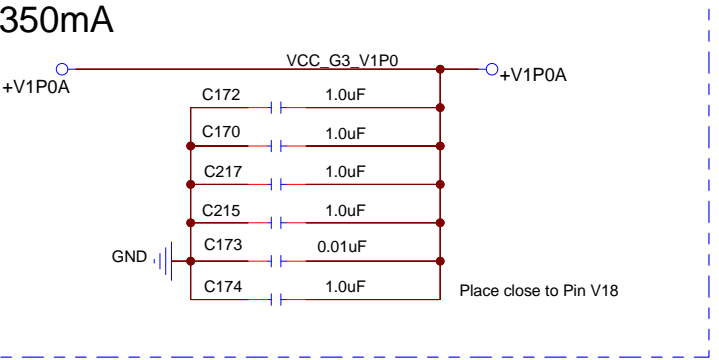 350mA
VCC_G3_V1P0
+V1P0A +V1P0A
C172 1.0uF
C170 1.0uF
C217 1.0uF
C215 1.0uF
C173 0.01uF
GND
C174 1.0uF
Place close to Pin V18